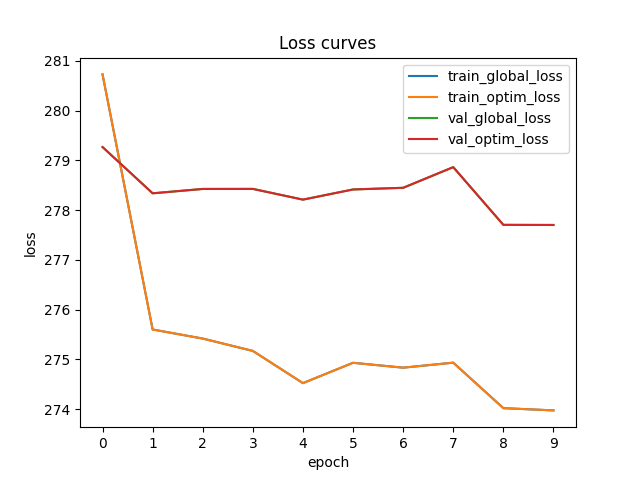 Loss curves
281
280
279
278
277
276
275
274
loss
train_global_loss
train_optim_loss
val_global_loss
val_optim_loss
0 1 2 3 4 5 6 7 8 9
epoch